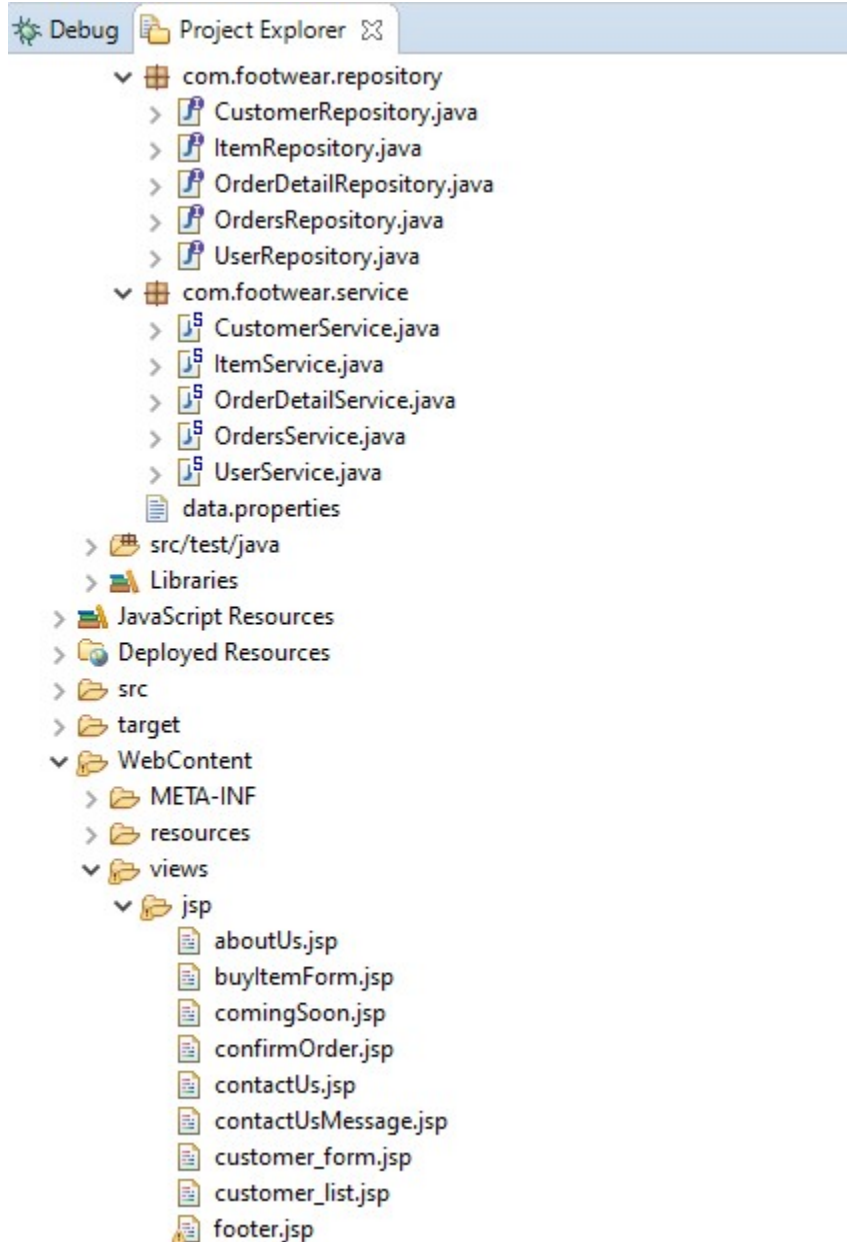 Debug Project Explorer
com.footwear.repository
CustomerRepository.java
ItemRepository.java
OrderDetailRepository.java
OrdersRepository.java
UserRepository.java
com.footwear.service
CustomerService.java
ItemService.java
OrderDetailService.java
OrdersService.java
UserService.java
data.properties
src/test/java
Libraries
JavaScript Resources
Deployed Resources
src
target
WebContent
META-INF
resources
views
jsp
aboutUs.jsp
buyItemForm.jsp
comingSoon.jsp
confirmOrder.jsp
contactUs.jsp
contactUsMessage.jsp
customer_form.jsp
customer_list.jsp
footer.jsp